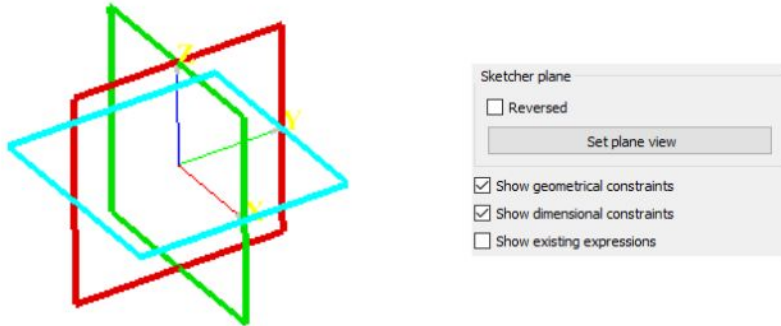 Z
Y
X
Sketcher plane
Reversed
Set plane view
Show geometrical constraints
Show dimensional constraints
Show existing expressions